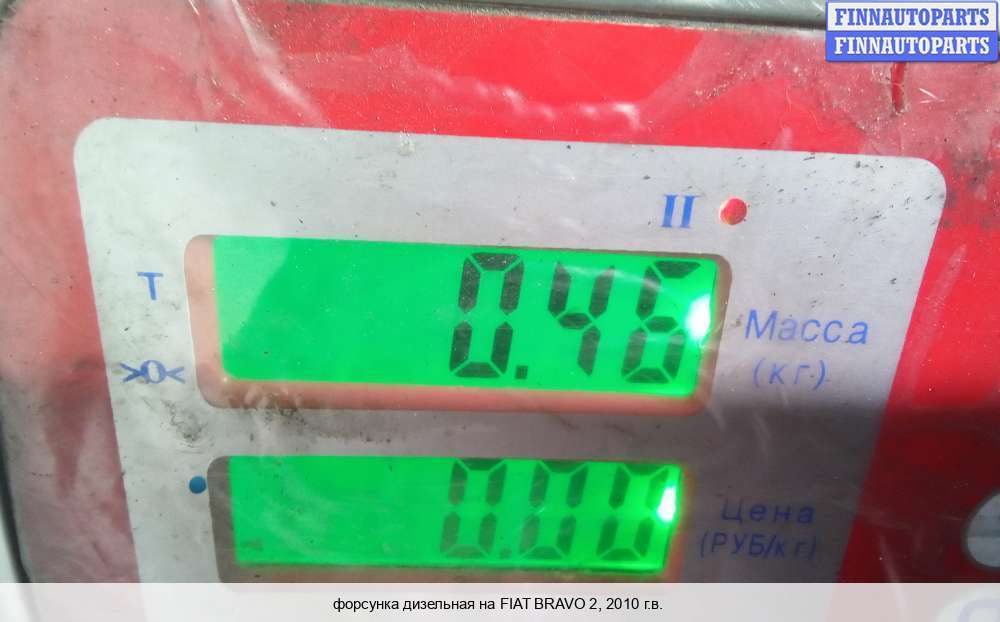 FINNAUTOPARTS
FINNAUTOPARTS
II
T
0.46
Масса
(кг.)
>0<
0.00
Цена
(РУБ/кг)
форсунка дизельная на FIAT BRAVO 2, 2010 г.в.